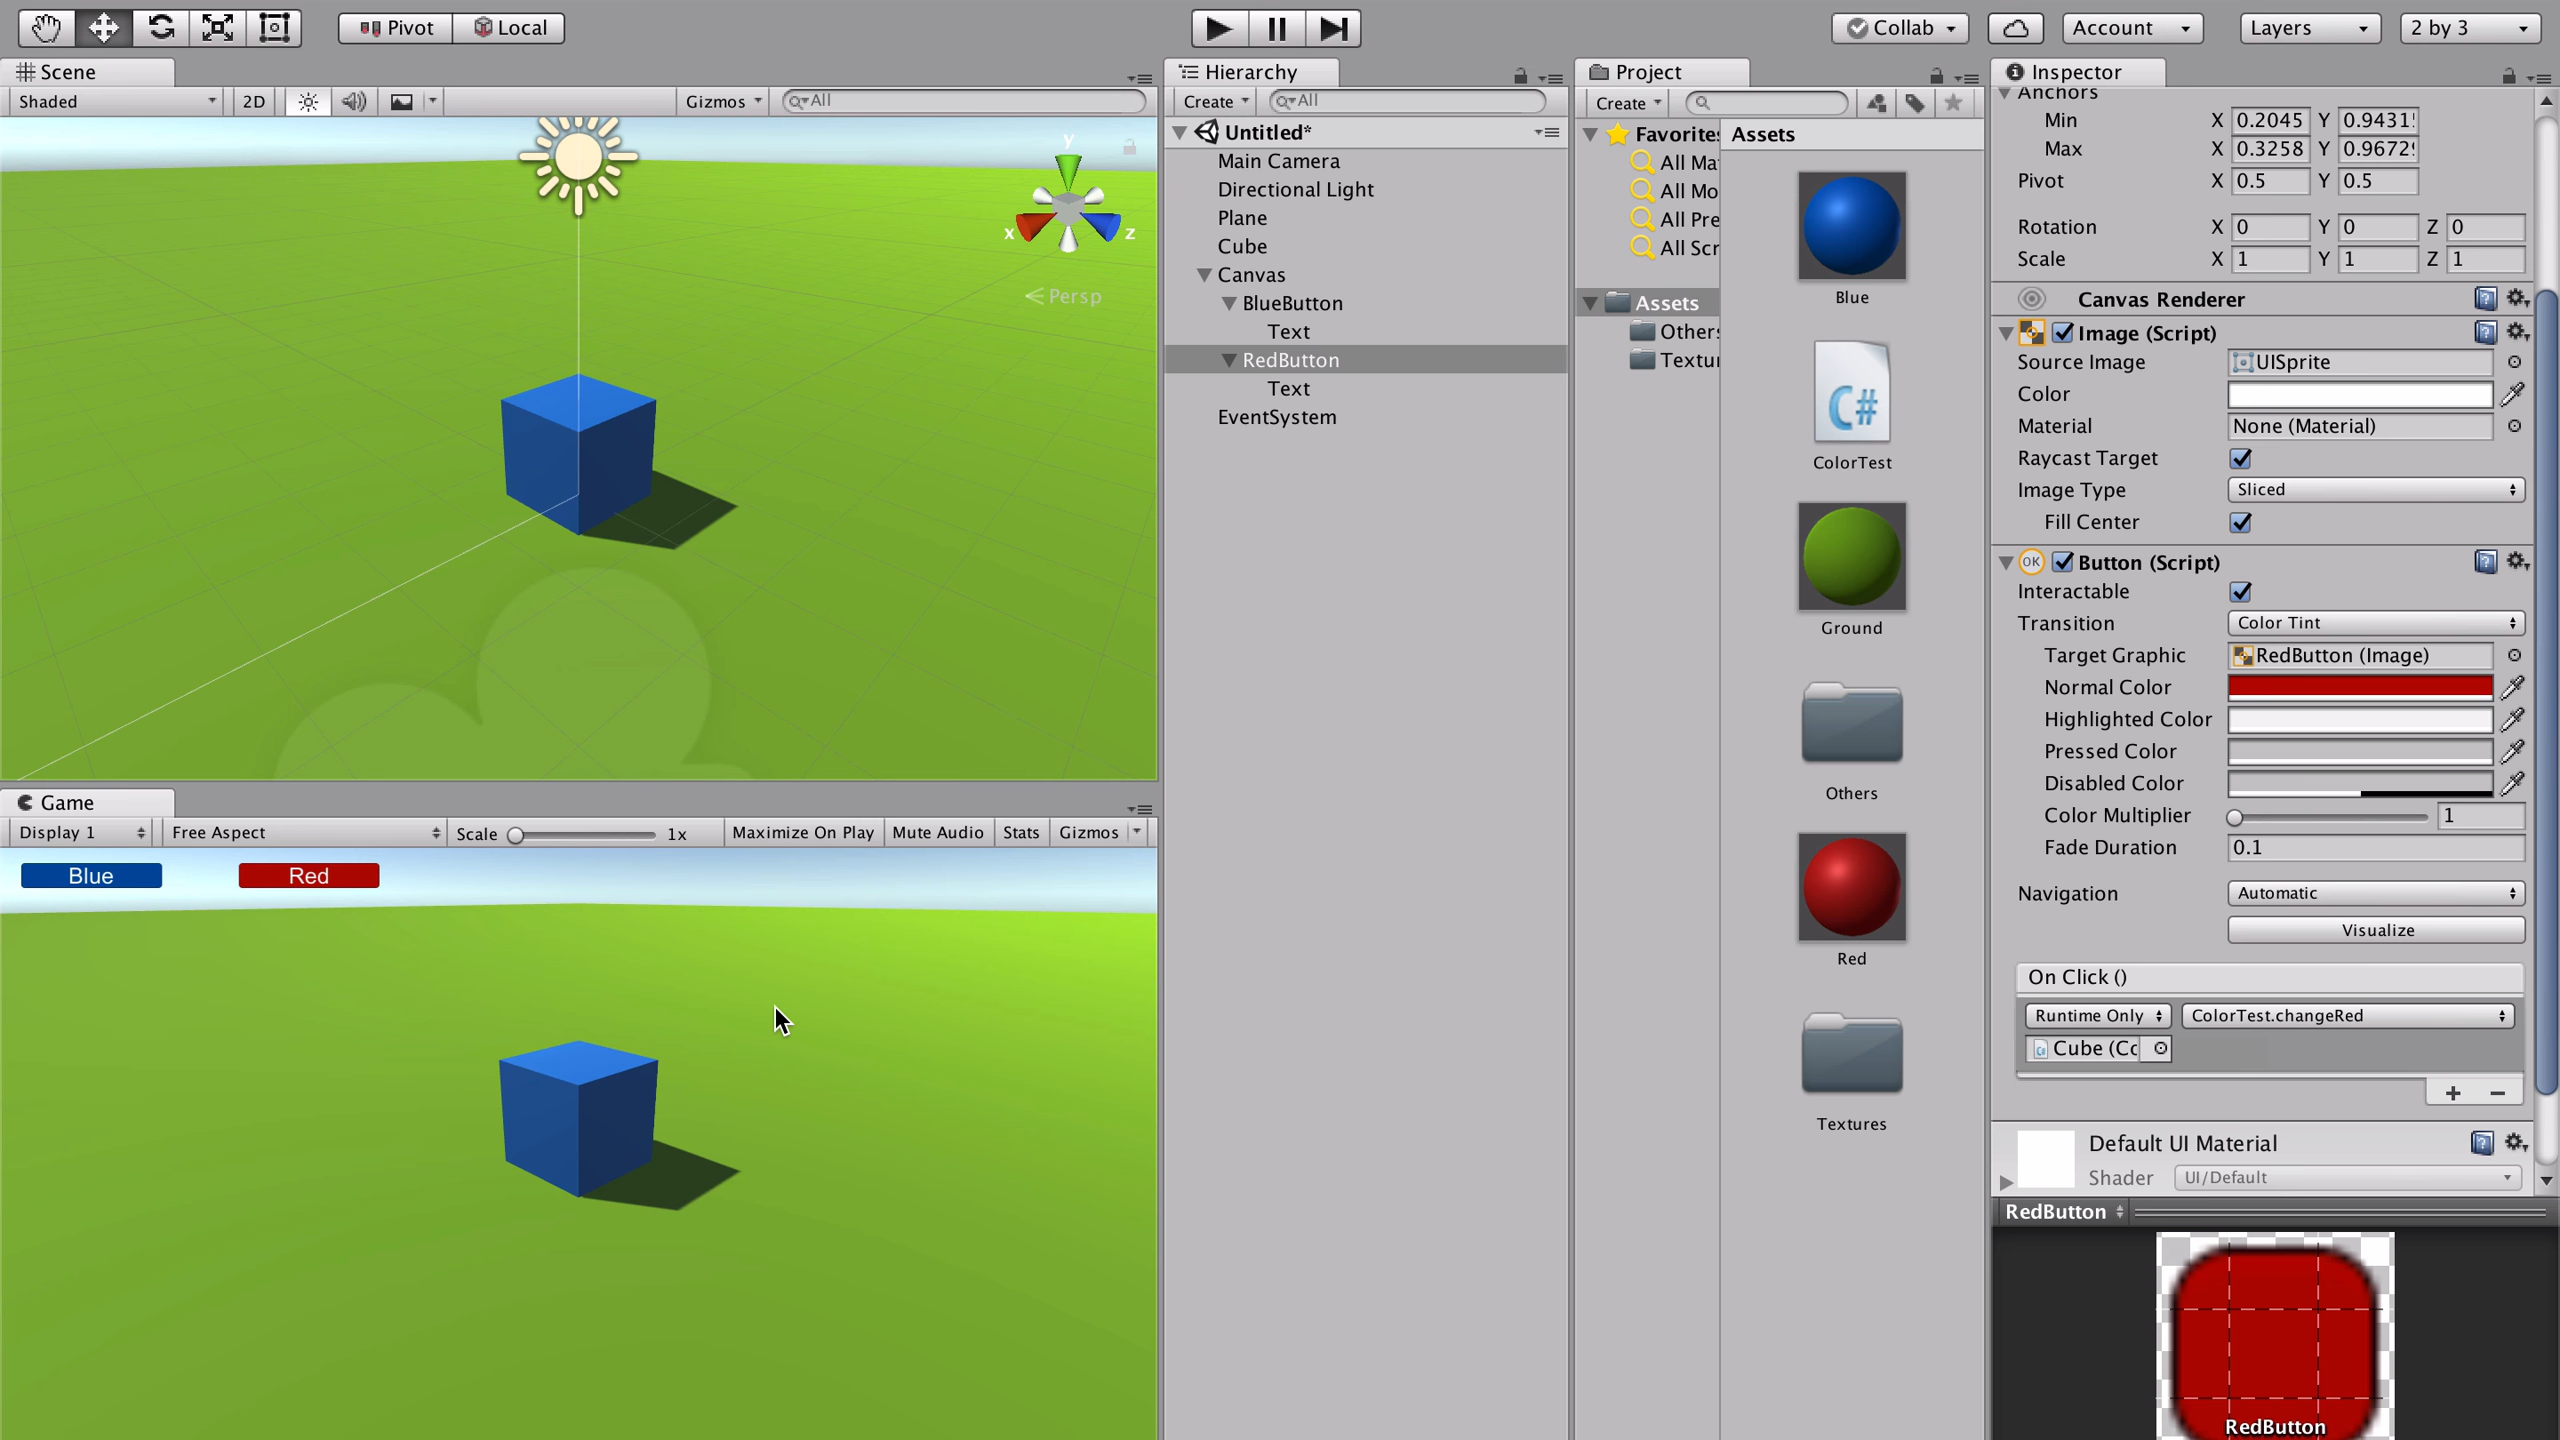 Pivot Local Collab Account Layers 2 by 3
Scene
Shaded 2D Gizmos All
y
x z
Persp
Game
Display 1 Free Aspect Scale 1x Maximize On Play Mute Audio Stats Gizmos
Blue Red
Hierarchy
Create All
Untitled*
Main Camera
Directional Light
Plane
Cube
Canvas
BlueButton
Text
RedButton
Text
EventSystem
Project
Create
Favorites
All Ma
All Mo
All Pre
All Scr
Assets
Others
Textur
Assets
Blue
C#
ColorTest
Ground
Others
Red
Textures
Inspector
Anchors
Min X 0.2045 Y 0.9431
Max X 0.3258 Y 0.9672
Pivot X 0.5 Y 0.5
Rotation X 0 Y 0 Z 0
Scale X 1 Y 1 Z 1
Canvas Renderer
Image (Script)
Source Image UISprite
Color
Material None (Material)
Raycast Target
Image Type Sliced
Fill Center
OK Button (Script)
Interactable
Transition Color Tint
Target Graphic RedButton (Image)
Normal Color
Highlighted Color
Pressed Color
Disabled Color
Color Multiplier 1
Fade Duration 0.1
Navigation Automatic
Visualize
On Click ()
Runtime Only ColorTest.changeRed
Cube (Co
Default UI Material
Shader UI/Default
RedButton
RedButton